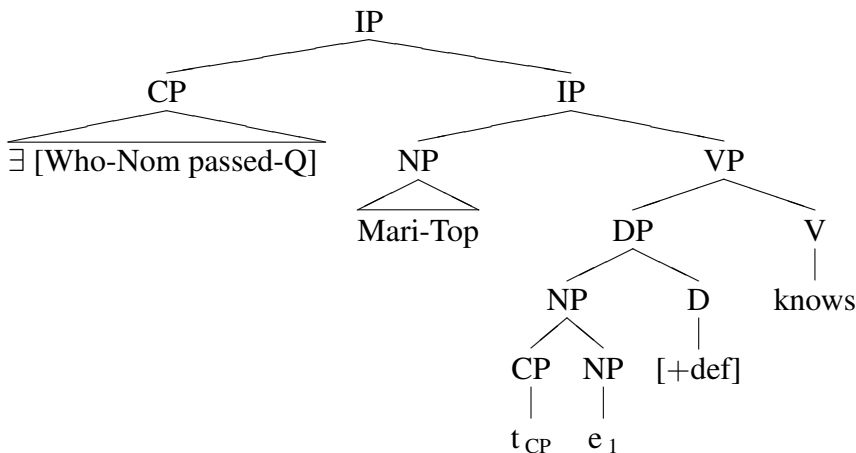 IP
CP IP
∃ [Who-Nom passed-Q] NP VP
Mari-Top DP V
NP D knows
CP NP [+def]
t CP e 1